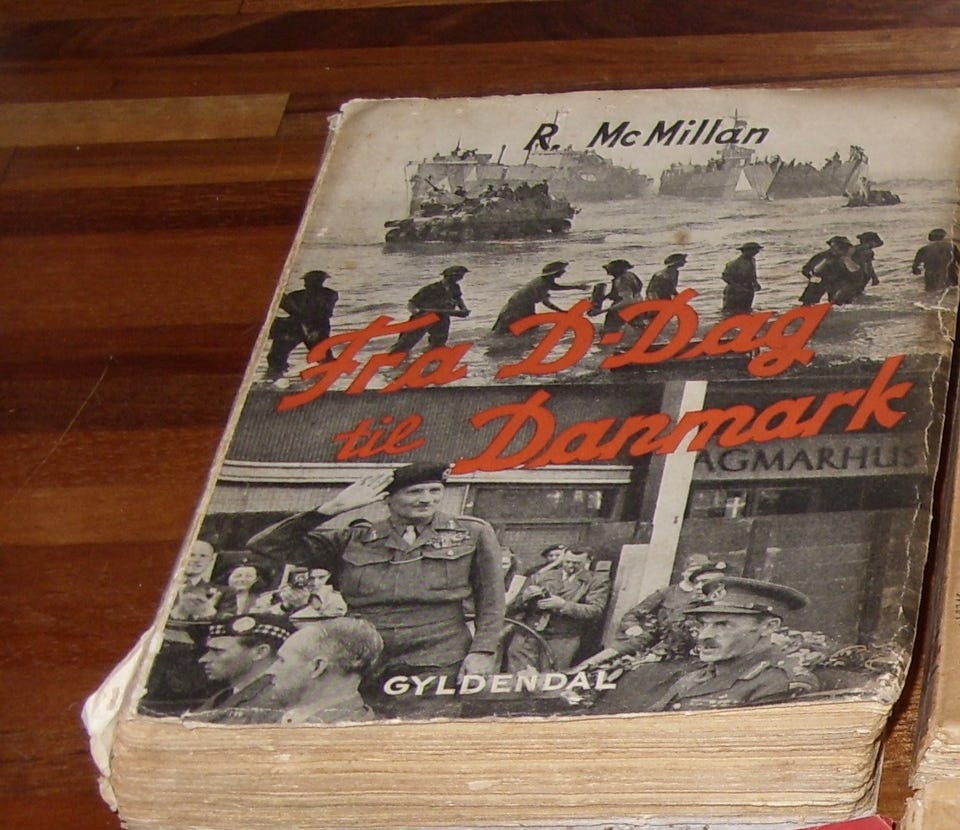 R. McMillan
Fra D-Dag
til Danmark
AGMARHUS
GYLDENDAL